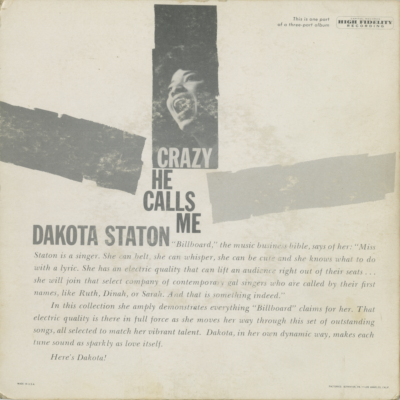 This is one part
of a three-part album.
HIGH FIDELITY
RECORDING
CRAZY
HE
CALLS
ME
DAKOTA STATON
"Billboard," the music business bible, says of her: "Miss
Staton is a singer. She can belt, she can whisper, she can be cute and she knows what to do
with a lyric. She has an electric quality that can lift an audience right out of their seats . . .
she will join that select company of contemporary gal singers who are called by their first
names, like Ruth, Dinah, or Sarah. And that is something indeed."
In this collection she amply demonstrates everything "Billboard" claims for her. That
electric quality is there in full force as she moves her way through this set of outstanding
songs, all selected to match her vibrant talent. Dakota, in her own dynamic way, makes each
tune sound as sparkly as love itself.
Here's Dakota!